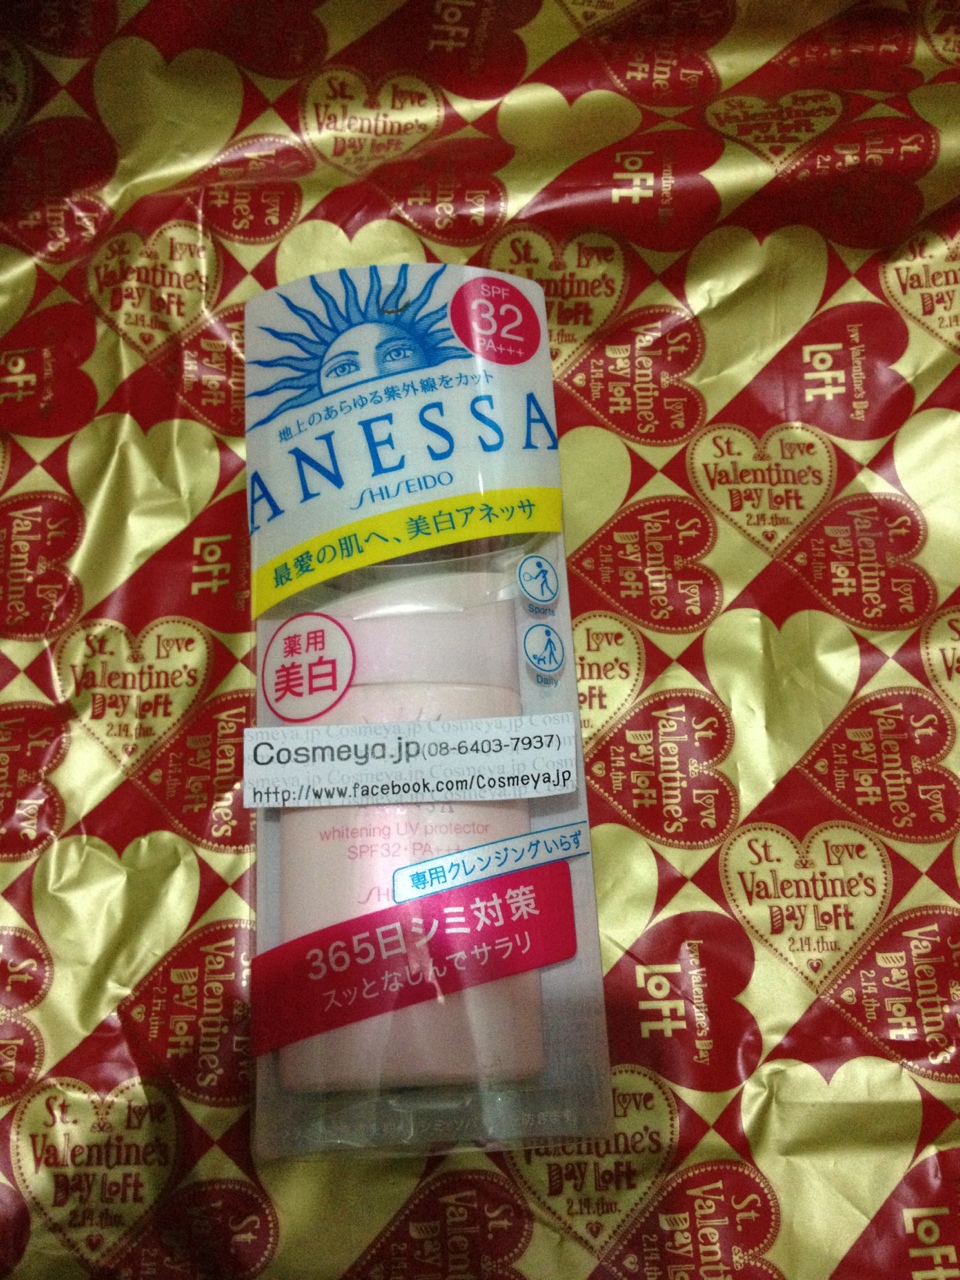 SPF
32
PA+++
地上のあらゆる紫外線をカット
ANESSA
SHISEIDO
最愛の肌へ、美白アネッサ
Sports
Daily
薬用
美白
Cosmeya.jp(08-6403-7937)
http://www.facebook.com/Cosmeya.jp
whitening UV protector
SPF32・PA+++
専用クレンジングいらず
365日シミ対策
スッとなじんでサラリ
St. Love
Valentine's
Day Loft
2.14.thu.
Love Valentine's Day
Loft